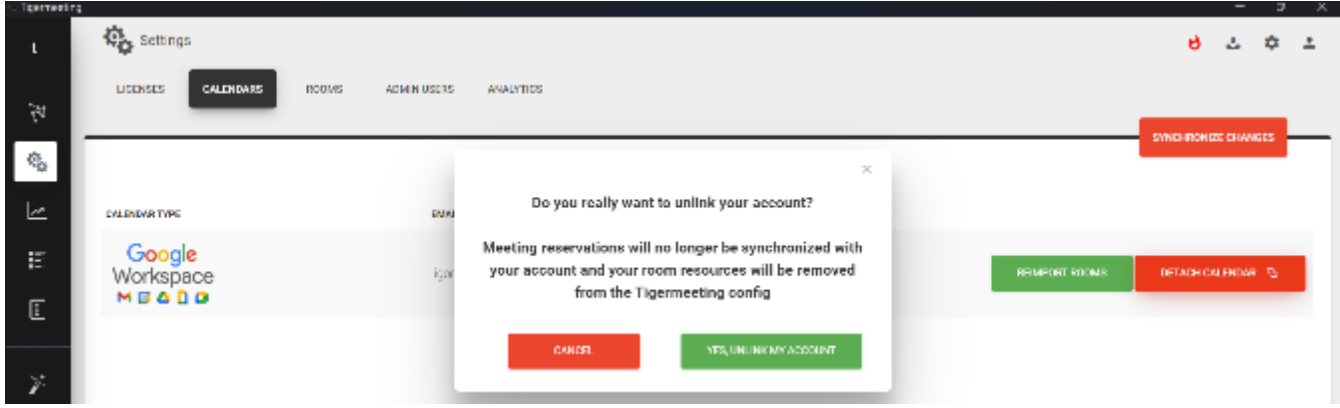 Tigermeeting
t
Settings
LICENSES CALENDARS ROOMS ADMIN USERS ANALYTICS
SYNCHRONIZE CHANGES
CALENDAR TYPE
Google
Workspace
Do you really want to unlink your account?
Meeting reservations will no longer be synchronized with
your account and your room resources will be removed
from the Tigermeeting config
CANCEL YES, UNLINK MY ACCOUNT
REIMPORT ROOMS DETACH CALENDAR